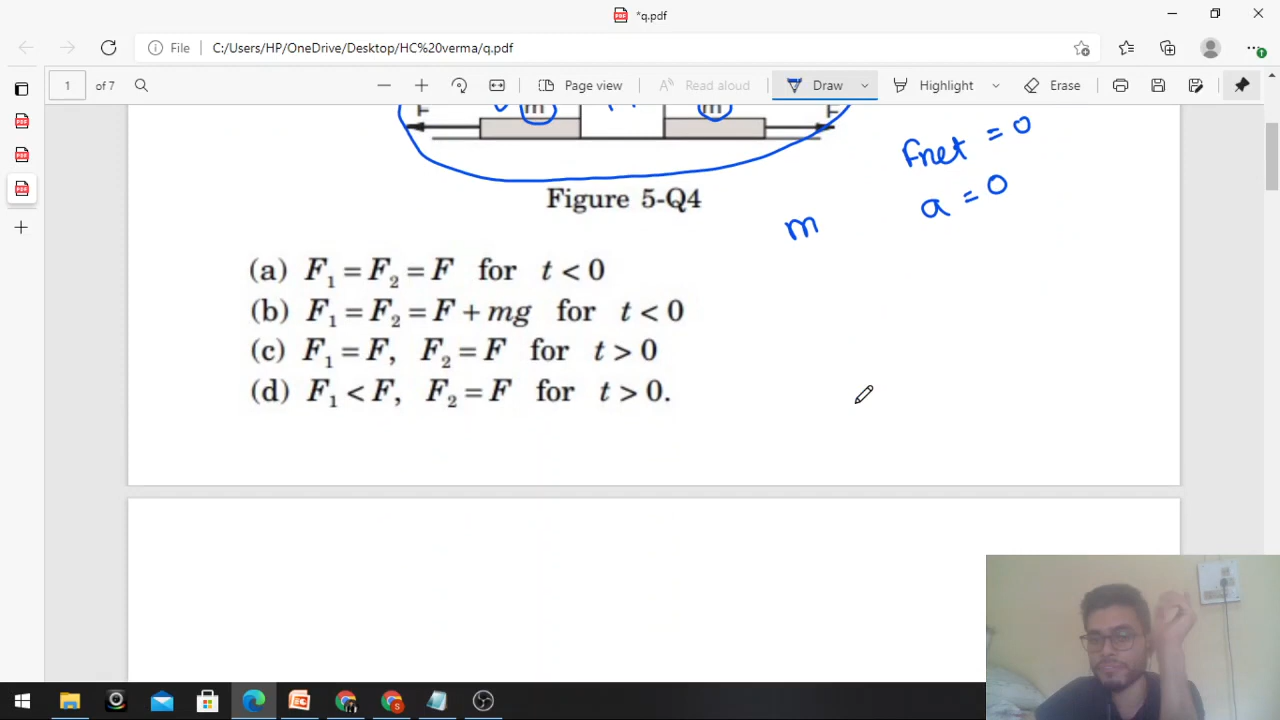 *q.pdf
File C:/Users/HP/OneDrive/Desktop/HC%20verma/q.pdf
1 of 7 Page view Read aloud Draw Highlight Erase
m m
F F
Fnet = 0
a = 0
Figure 5-Q4
m
(a) F₁ = F₂ = F for t < 0
(b) F₁ = F₂ = F + mg for t < 0
(c) F₁ = F, F₂ = F for t > 0
(d) F₁ < F, F₂ = F for t > 0.